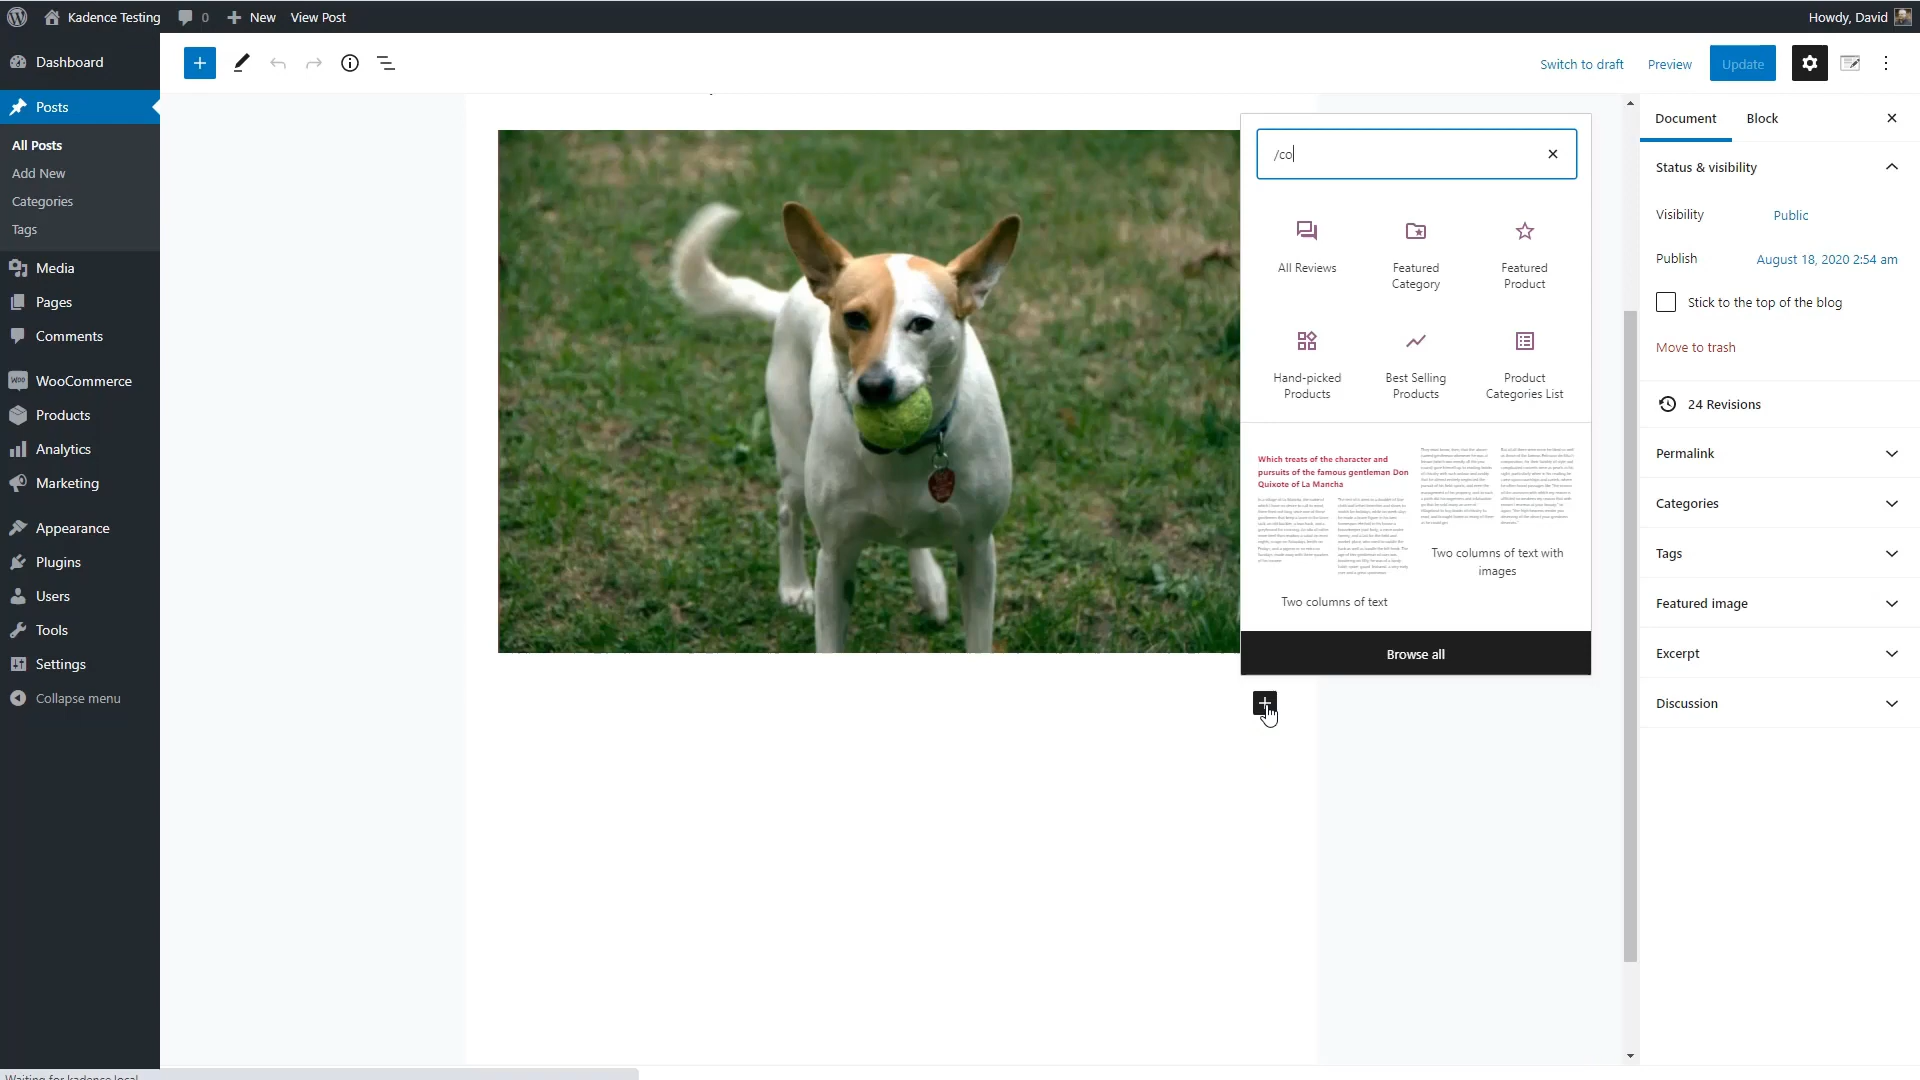 Kadence Testing
0
New
View Post
Howdy, David
Dashboard
Posts
All Posts
Add New
Categories
Tags
Media
Pages
Comments
WooCommerce
Products
Analytics
Marketing
Appearance
Plugins
Users
Tools
Settings
Collapse menu
Switch to draft
Preview
Update
/co
All Reviews
Featured
Category
Featured
Product
Hand-picked
Products
Best Selling
Products
Product
Categories List
Which treats of the character and
pursuits of the famous gentleman Don
Quixote of La Mancha
Two columns of text
Two columns of text with
images
Browse all
Document
Block
Status & visibility
Visibility
Public
Publish
August 18, 2020 2:54 am
Stick to the top of the blog
Move to trash
24 Revisions
Permalink
Categories
Tags
Featured image
Excerpt
Discussion